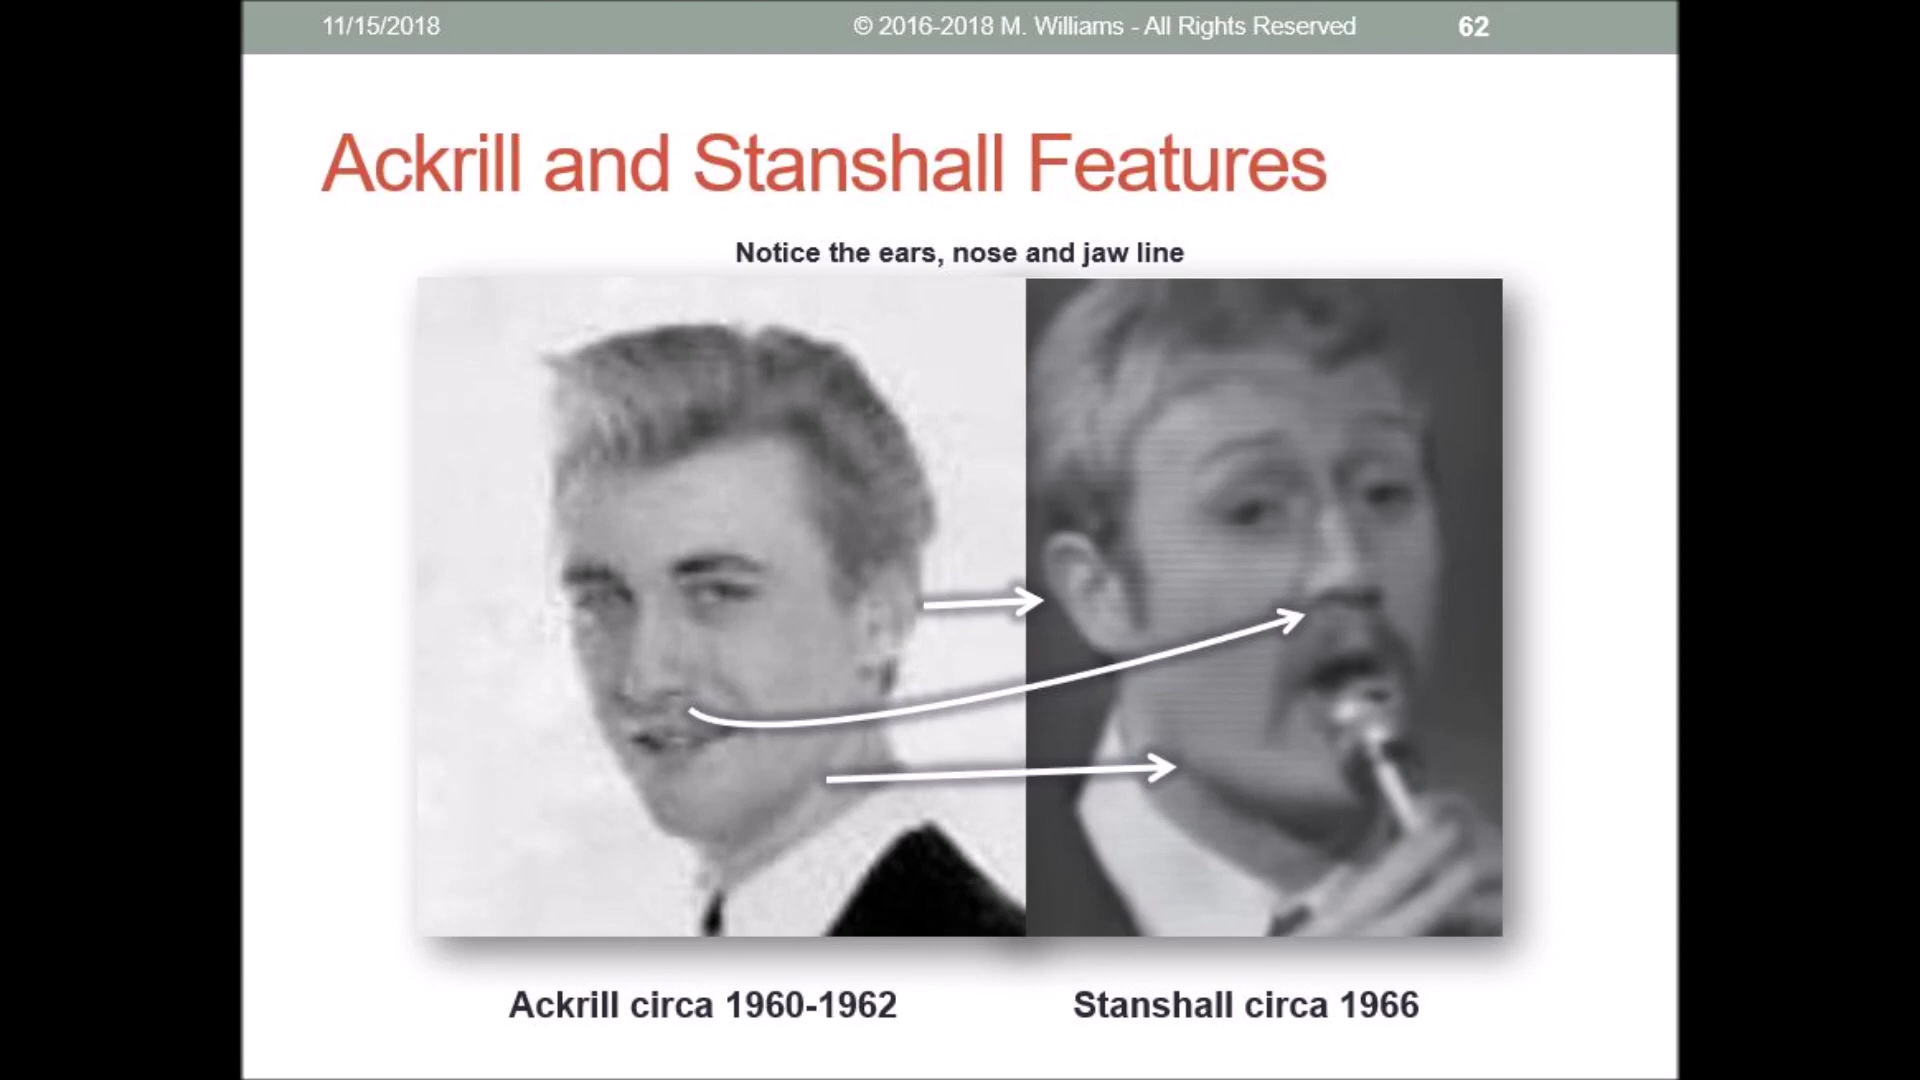 11/15/2018 © 2016-2018 M. Williams - All Rights Reserved 62
Ackrill and Stanshall Features
Notice the ears, nose and jaw line
Ackrill circa 1960-1962 Stanshall circa 1966